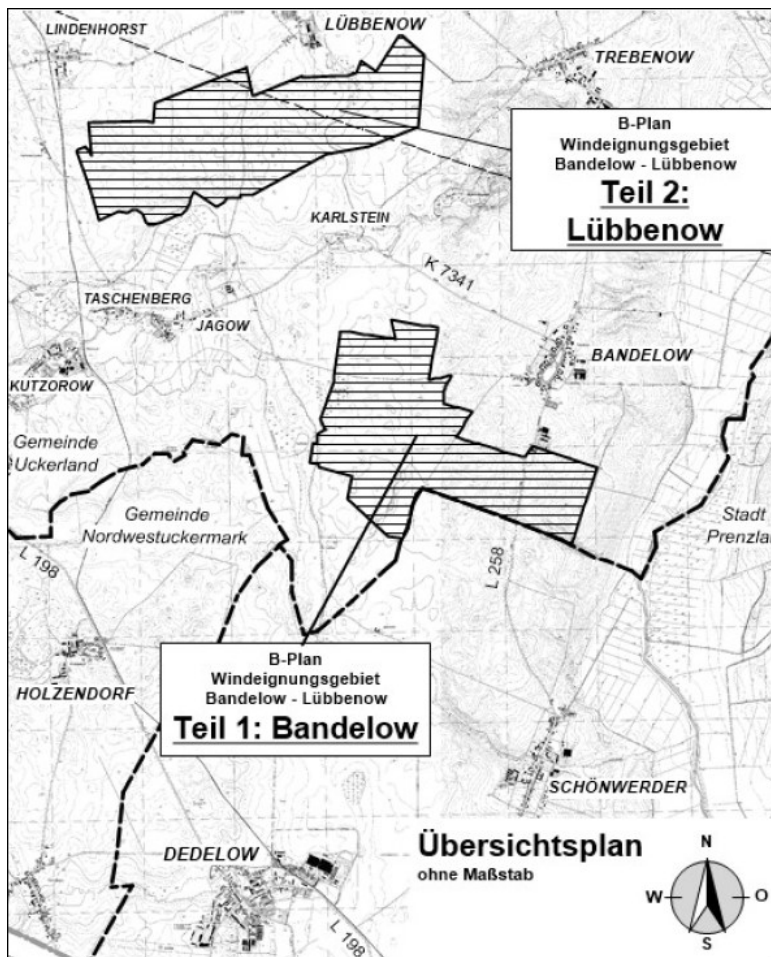 LÜBBENOW
LINDENHORST
TREBENOW
B-Plan
Windeignungsgebiet
Bandelow - Lübbenow
Teil 2:
Lübbenow
KARLSTEIN
K 7341
TASCHENBERG
JAGOW
BANDELOW
KUTZOROW
Gemeinde
Uckerland
Gemeinde
Nordwestuckermark
Stadt
Prenzlau
L 198
L 258
B-Plan
Windeignungsgebiet
Bandelow - Lübbenow
Teil 1: Bandelow
HOLZENDORF
SCHÖNWERDER
DEDELOW
L 198
Übersichtsplan
ohne Maßstab
N
W
O
S